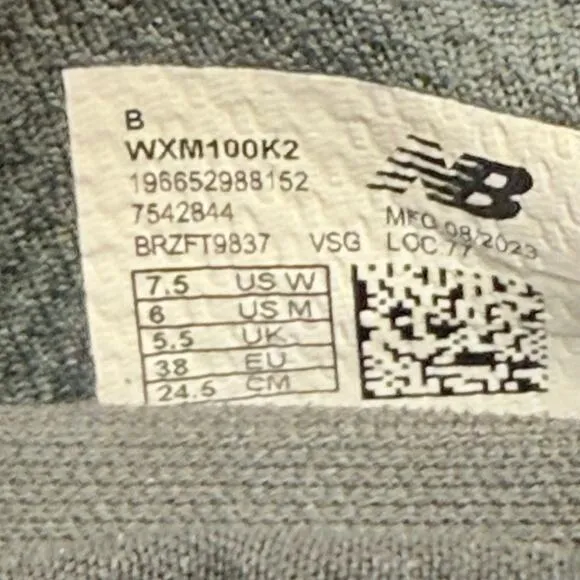 B
WXM100K2
196652988152
7542844
BRZFT9837 VSG
NB
MFG 08/2023
LOC 77
7.5 US W
6 US M
5.5 UK
38 EU
24.5 CM